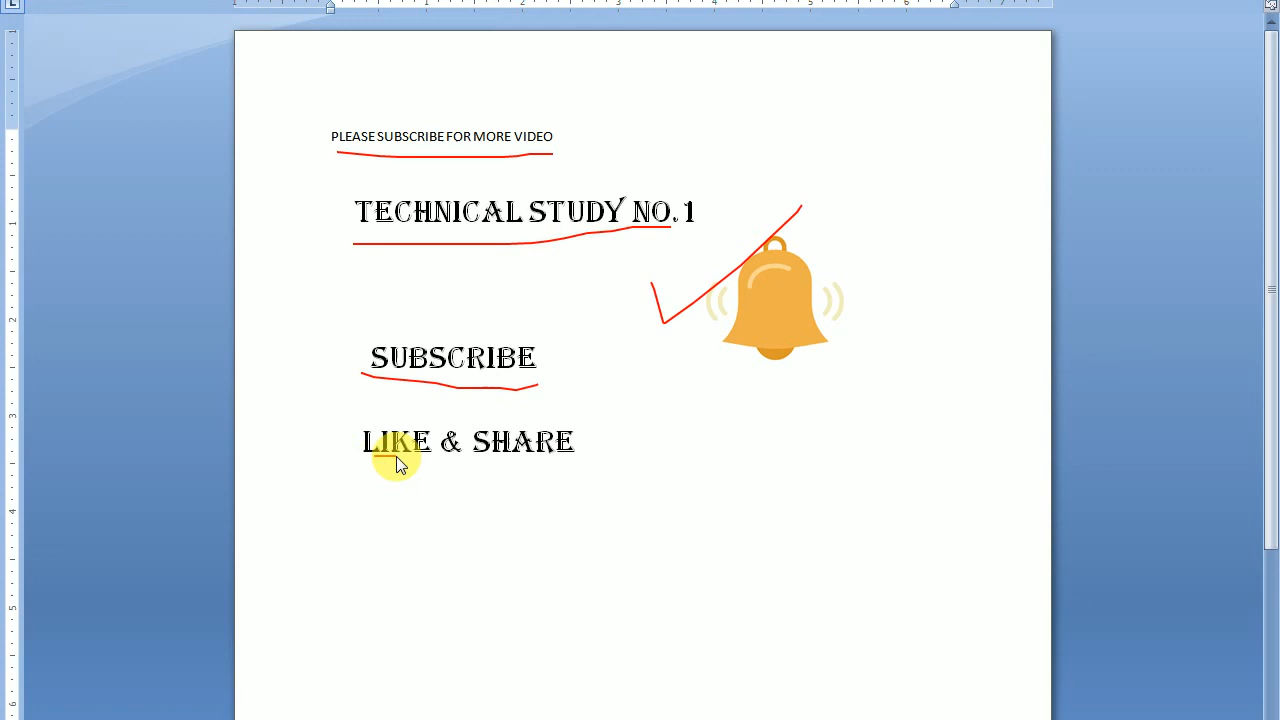 PLEASE SUBSCRIBE FOR MORE VIDEO
TECHNICAL STUDY NO.1
SUBSCRIBE
LIKE & SHARE